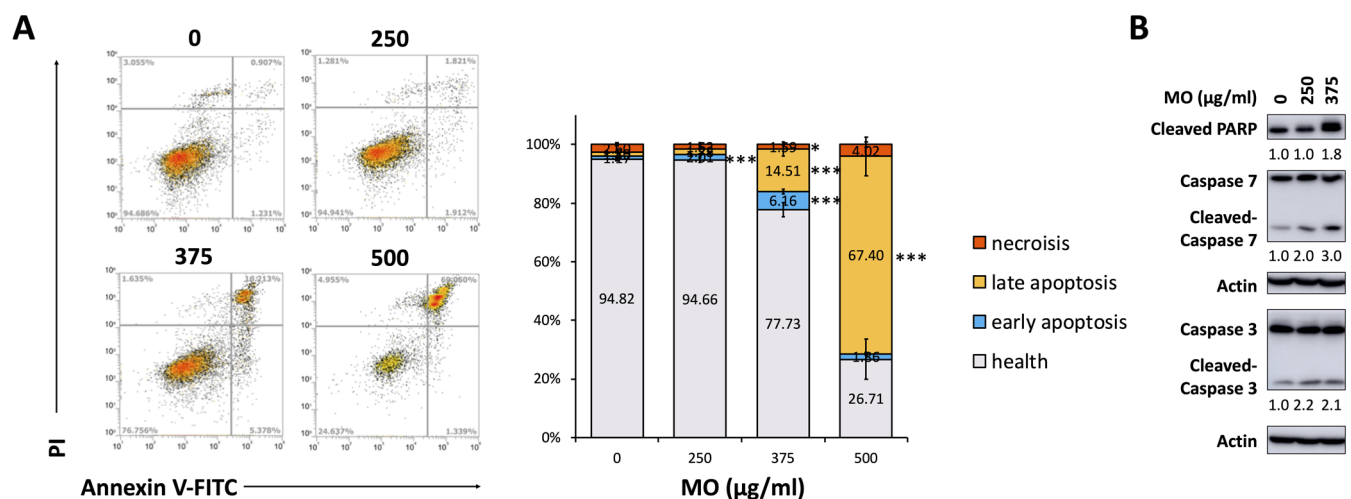 A
B
0
250
3.055%
0.907%
1.281%
1.821%
94.686%
1.231%
94.941%
1.912%
375
500
1.635%
4.955%
76.756%
5.378%
24.637%
1.339%
PI
Annexin V-FITC
100%
80%
60%
40%
20%
0%
94.82
94.66
1.59
14.51
6.16
77.73
4.02
67.40
1.86
26.71
***
*
***
***
***
0
250
375
500
MO (µg/ml)
necroisis
late apoptosis
early apoptosis
health
MO (µg/ml)
0
250
375
Cleaved PARP
1.0 1.0 1.8
Caspase 7
Cleaved-
Caspase 7
1.0 2.0 3.0
Actin
Caspase 3
Cleaved-
Caspase 3
1.0 2.2 2.1
Actin